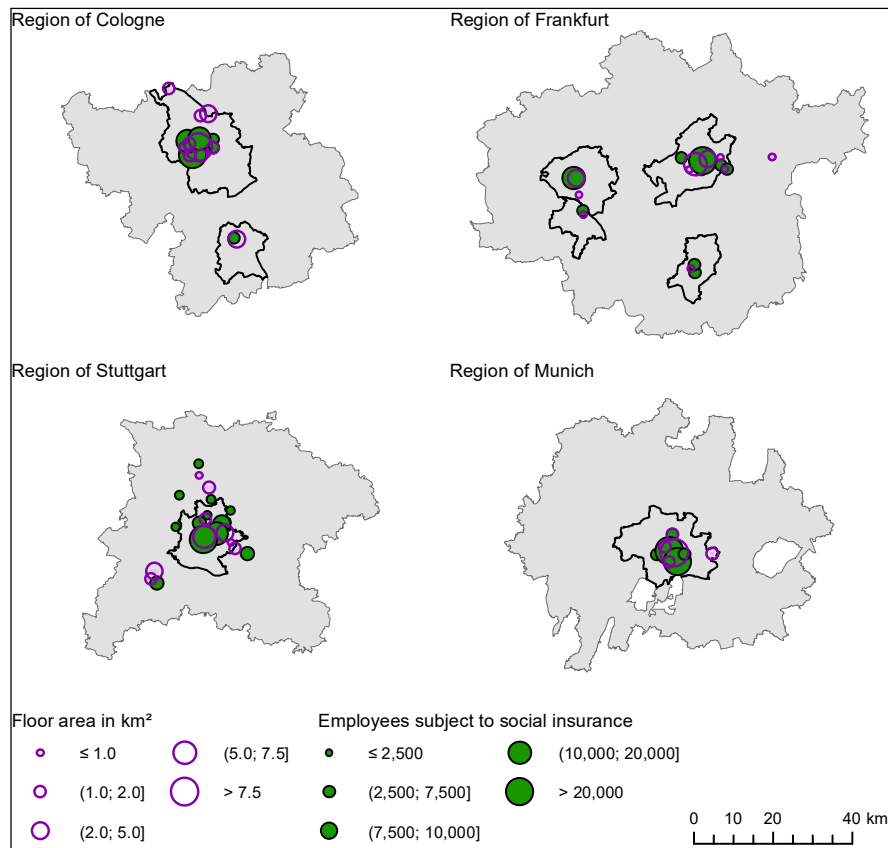 Region of Cologne
Region of Frankfurt
Region of Stuttgart
Region of Munich
Floor area in km²
Employees subject to social insurance
≤ 1.0
(5.0; 7.5]
≤ 2,500
(10,000; 20,000]
(1.0; 2.0]
> 7.5
(2,500; 7,500]
> 20,000
(2.0; 5.0]
(7,500; 10,000]
0 5 10 20 30 40 km